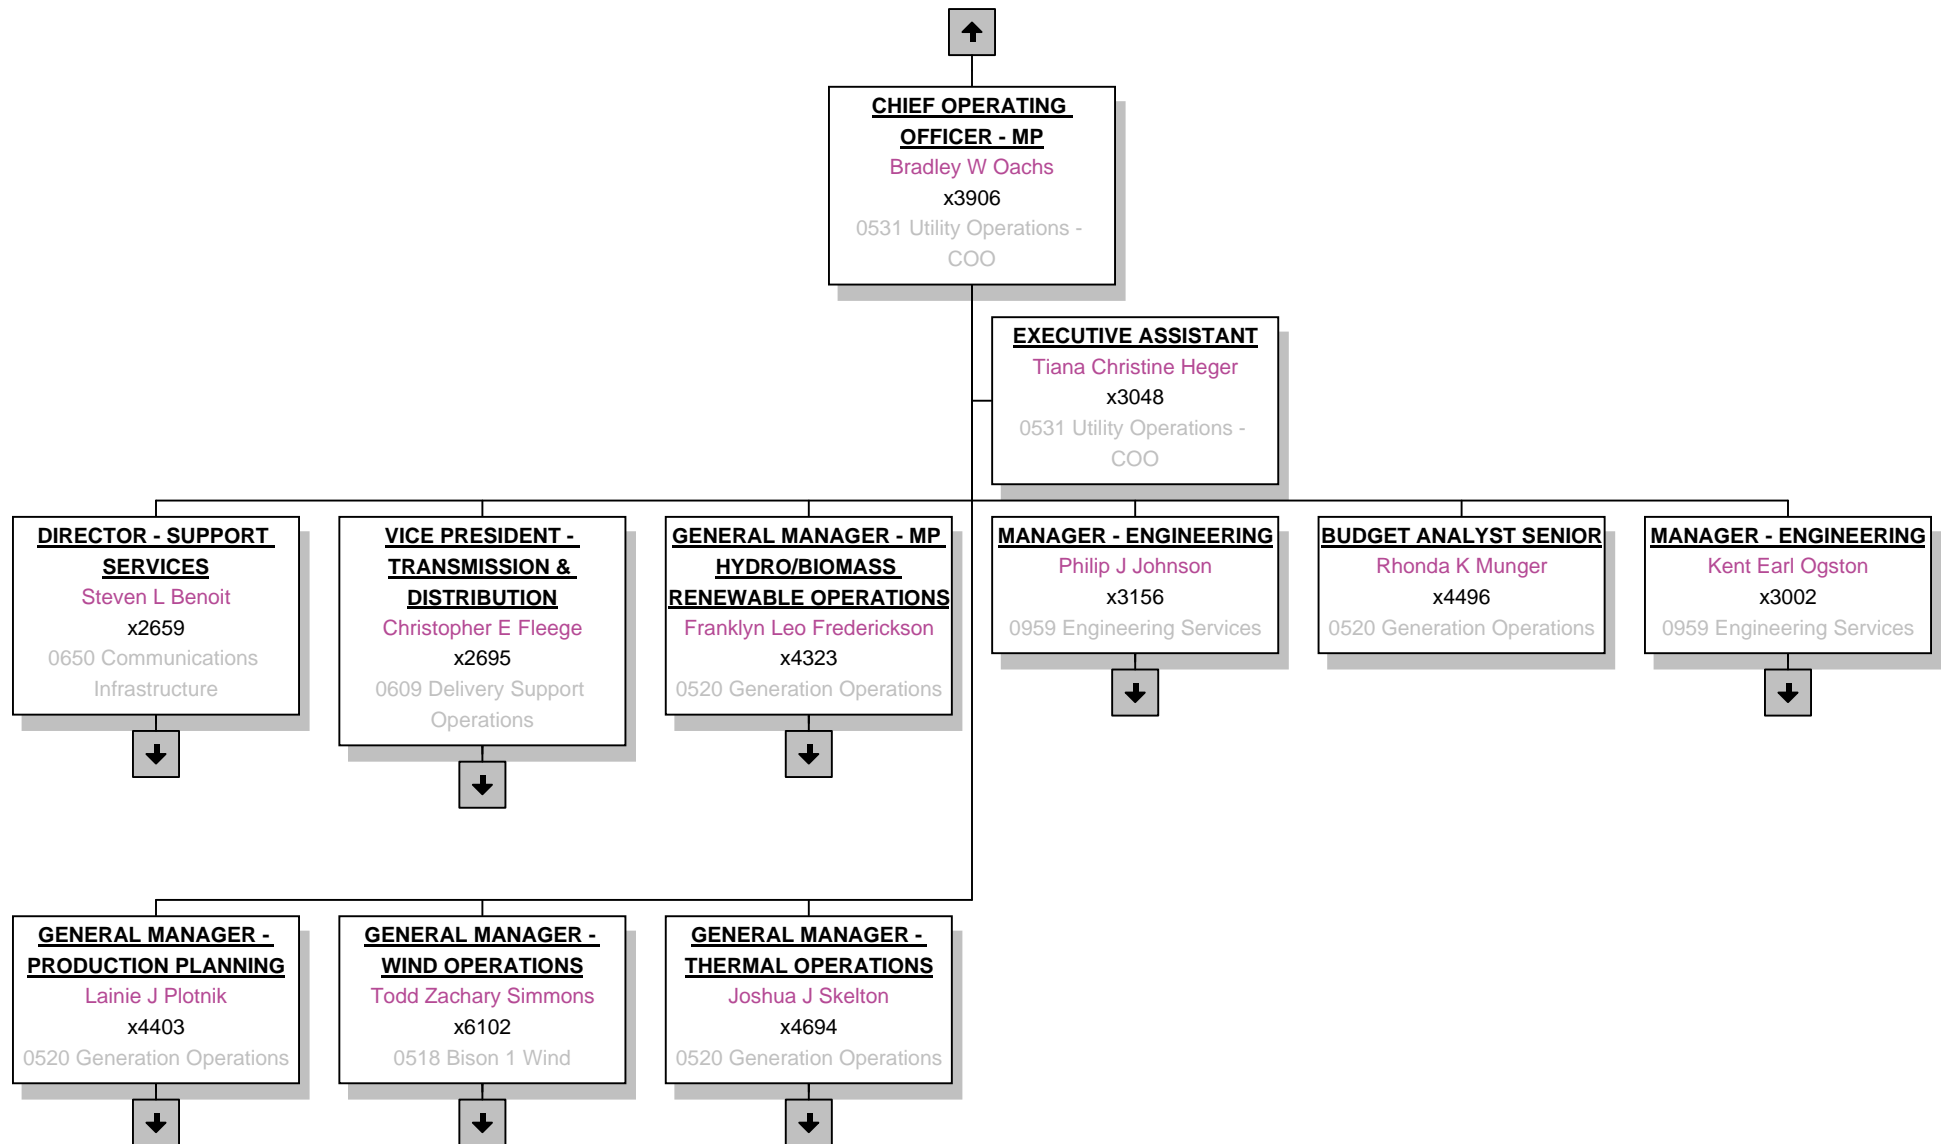 CHIEF OPERATING
OFFICER - MP
Bradley W Oachs
x3906
0531 Utility Operations -
COO
EXECUTIVE ASSISTANT
Tiana Christine Heger
x3048
0531 Utility Operations -
COO
DIRECTOR - SUPPORT
SERVICES
Steven L Benoit
x2659
0650 Communications
Infrastructure
VICE PRESIDENT -
TRANSMISSION &
DISTRIBUTION
Christopher E Fleege
x2695
0609 Delivery Support
Operations
GENERAL MANAGER - MP
HYDRO/BIOMASS
RENEWABLE OPERATIONS
Franklyn Leo Frederickson
x4323
0520 Generation Operations
MANAGER - ENGINEERING
Philip J Johnson
x3156
0959 Engineering Services
BUDGET ANALYST SENIOR
Rhonda K Munger
x4496
0520 Generation Operations
MANAGER - ENGINEERING
Kent Earl Ogston
x3002
0959 Engineering Services
GENERAL MANAGER -
PRODUCTION PLANNING
Lainie J Plotnik
x4403
0520 Generation Operations
GENERAL MANAGER -
WIND OPERATIONS
Todd Zachary Simmons
x6102
0518 Bison 1 Wind
GENERAL MANAGER -
THERMAL OPERATIONS
Joshua J Skelton
x4694
0520 Generation Operations